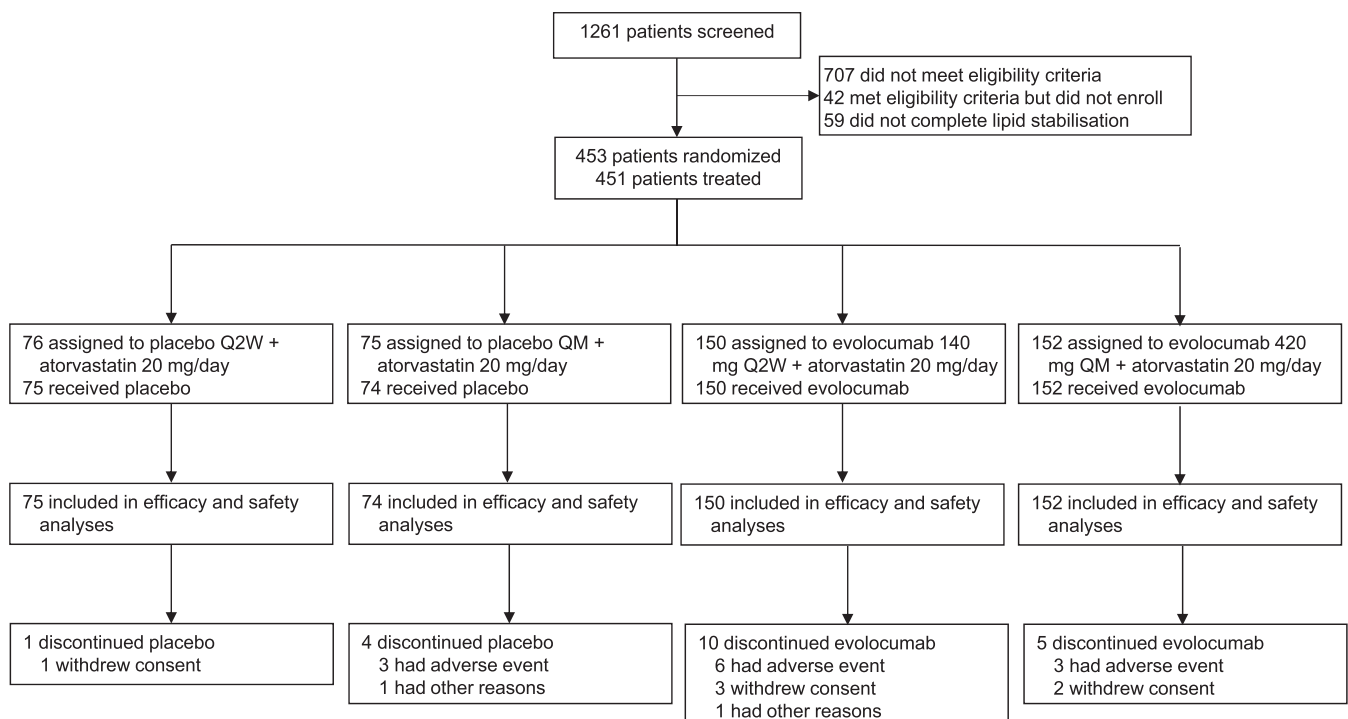 1261 patients screened
707 did not meet eligibility criteria
42 met eligibility criteria but did not enroll
59 did not complete lipid stabilisation
453 patients randomized
451 patients treated
76 assigned to placebo Q2W +
atorvastatin 20 mg/day
75 received placebo
75 assigned to placebo QM +
atorvastatin 20 mg/day
74 received placebo
150 assigned to evolocumab 140
mg Q2W + atorvastatin 20 mg/day
150 received evolocumab
152 assigned to evolocumab 420
mg QM + atorvastatin 20 mg/day
152 received evolocumab
75 included in efficacy and safety
analyses
74 included in efficacy and safety
analyses
150 included in efficacy and safety
analyses
152 included in efficacy and safety
analyses
1 discontinued placebo
1 withdrew consent
4 discontinued placebo
3 had adverse event
1 had other reasons
10 discontinued evolocumab
6 had adverse event
3 withdrew consent
1 had other reasons
5 discontinued evolocumab
3 had adverse event
2 withdrew consent